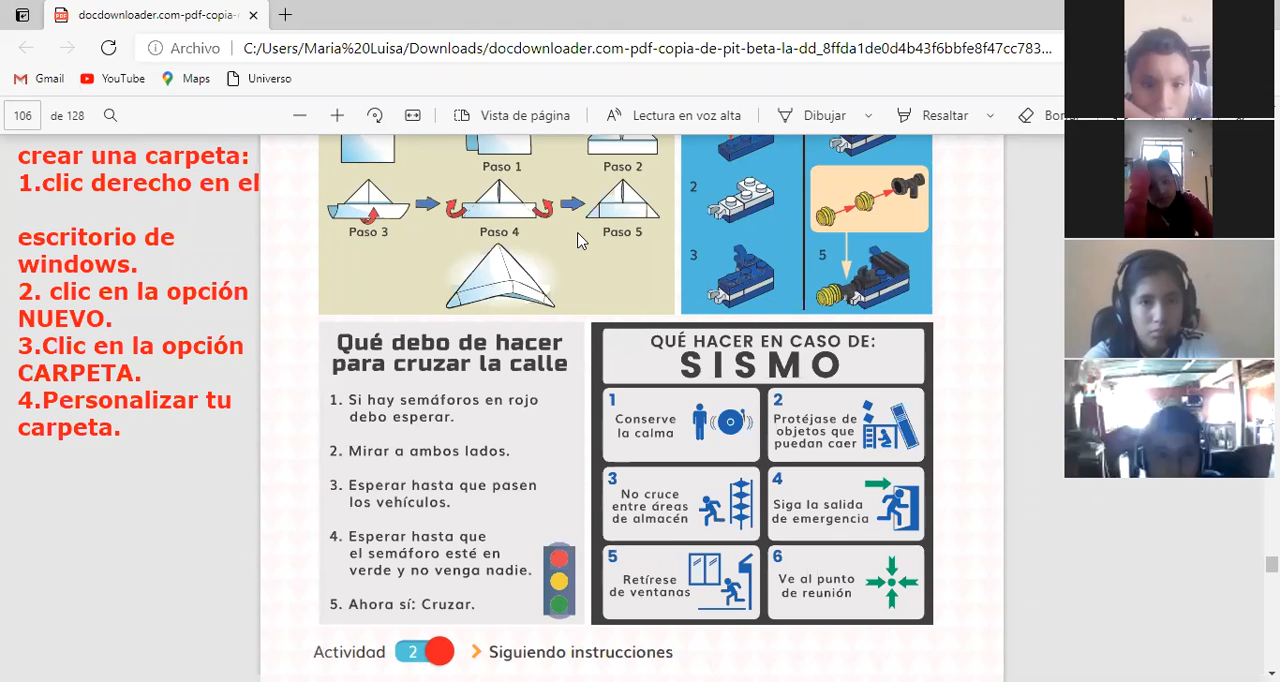 docdownloader.com-pdf-copia-
Archivo
C:/Users/Maria%20Luisa/Downloads/docdownloader.com-pdf-copia-de-pit-beta-la-dd_8ffda1de0d4b43f6bbfe8f47cc783...
Gmail
YouTube
Maps
Universo
106 de 128
Vista de página
Lectura en voz alta
Dibujar
Resaltar
crear una carpeta:
1.clic derecho en el
escritorio de
windows.
2. clic en la opción
NUEVO.
3.Clic en la opción
CARPETA.
4.Personalizar tu
carpeta.
Paso 1
Paso 2
Paso 3
Paso 4
Paso 5
2
3
5
Qué debo de hacer
para cruzar la calle
1. Si hay semáforos en rojo
debo esperar.
2. Mirar a ambos lados.
3. Esperar hasta que pasen
los vehículos.
4. Esperar hasta que
el semáforo esté en
verde y no venga nadie.
5. Ahora sí: Cruzar.
QUÉ HACER EN CASO DE:
SISMO
1
Conserve
la calma
2
Protéjase de
objetos que
puedan caer
3
No cruce
entre áreas
de almacén
4
Siga la salida
de emergencia
5
Retírese
de ventanas
6
Ve al punto
de reunión
Actividad 2 Siguiendo instrucciones